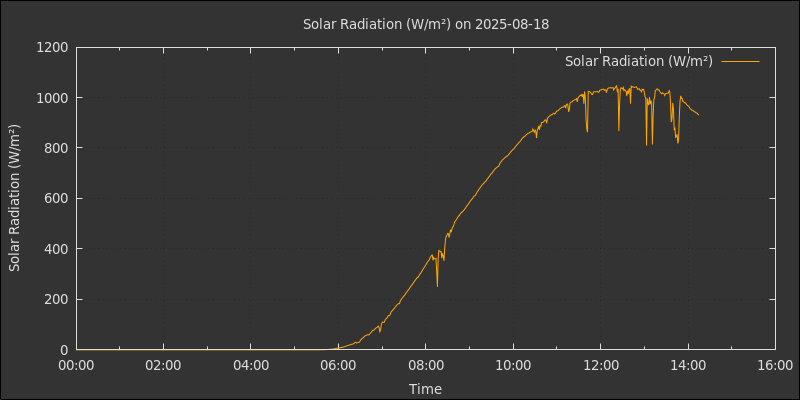 Solar Radiation (W/m²) on 2025-08-18
Solar Radiation (W/m²)
Solar Radiation (W/m²)
1200
1000
800
600
400
200
0
00:00 02:00 04:00 06:00 08:00 10:00 12:00 14:00 16:00
Time